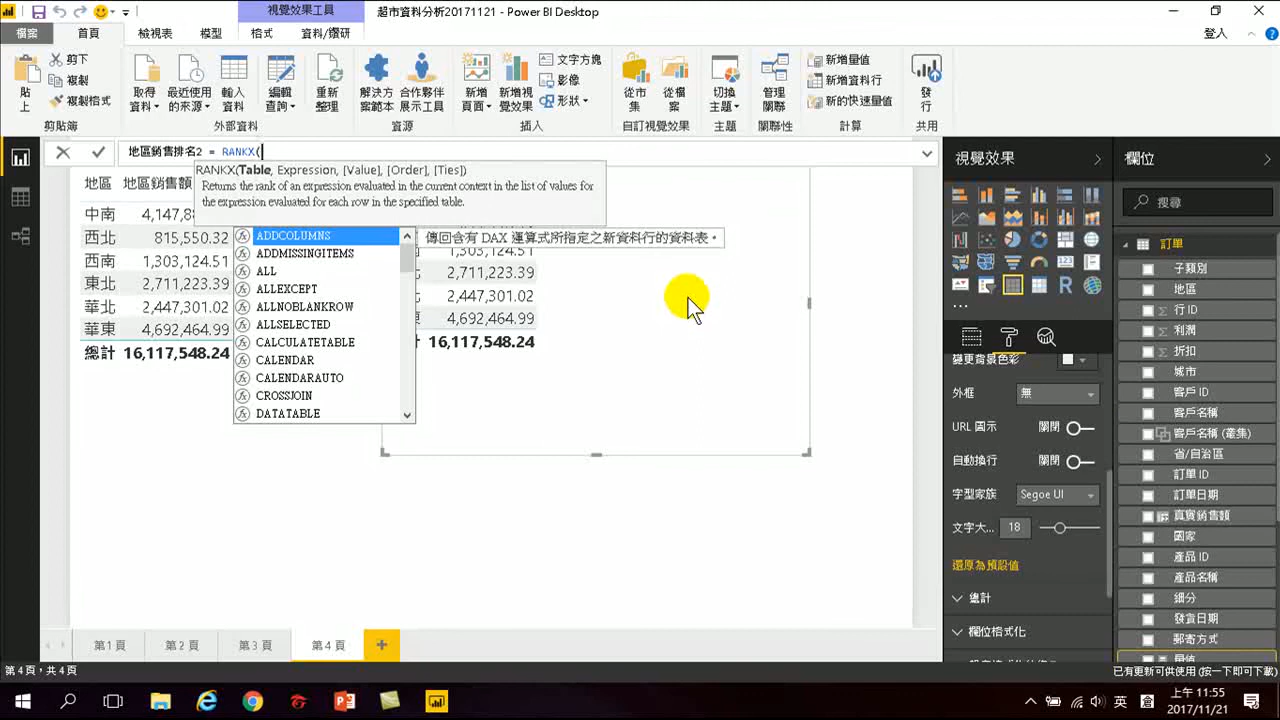 視覺效果工具
超市資料分析20171121 - Power BI Desktop
檔案
首頁
檢視表
模型
格式
資料/鑽研
登入
貼上
剪下
複製
複製格式
剪貼簿
取得資料
最近使用的來源
輸入資料
編輯查詢
重新整理
外部資料
解決方案範本
合作夥伴展示工具
資源
新增頁面
新增視覺效果
文字方塊
影像
形狀
插入
從市集
從檔案
自訂視覺效果
切換主題
主題
管理關聯
關聯性
新增量值
新增資料行
新的快速量值
計算
發行
共用
地區銷售排名2 = RANKX(
RANKX(Table, Expression, [Value], [Order], [Ties])
Returns the rank of an expression evaluated in the current context in the list of values for
the expression evaluated for each row in the specified table.
ADDCOLUMNS
ADDMISSINGITEMS
ALL
ALLEXCEPT
ALLNOBLANKROW
ALLSELECTED
CALCULATETABLE
CALENDAR
CALENDARAUTO
CROSSJOIN
DATATABLE
傳回含有 DAX 運算式所指定之新資料行的資料表。
地區 地區銷售額
中南 4,147,8
西北 815,550.32
西南 1,303,124.51
東北 2,711,223.39
華北 2,447,301.02
華東 4,692,464.99
總計 16,117,548.24
1,303,124.51
2,711,223.39
2,447,301.02
4,692,464.99
16,117,548.24
視覺效果
變更背景色彩
外框 無
URL 圖示 關閉
自動換行 關閉
字型家族 Segoe UI
文字大... 18
還原為預設值
總計
欄位格式化
欄位
搜尋
訂單
子類別
地區
行 ID
利潤
折扣
城市
客戶 ID
客戶名稱
客戶名稱 (叢集)
省/自治區
訂單 ID
訂單日期
真實銷售額
國家
產品 ID
產品名稱
細分
發貨日期
郵寄方式
量值
第 1 頁
第 2 頁
第 3 頁
第 4 頁
第 4 頁，共 4 頁
已有更新可供使用 (按一下即可下載)
英
上午 11:55
2017/11/21